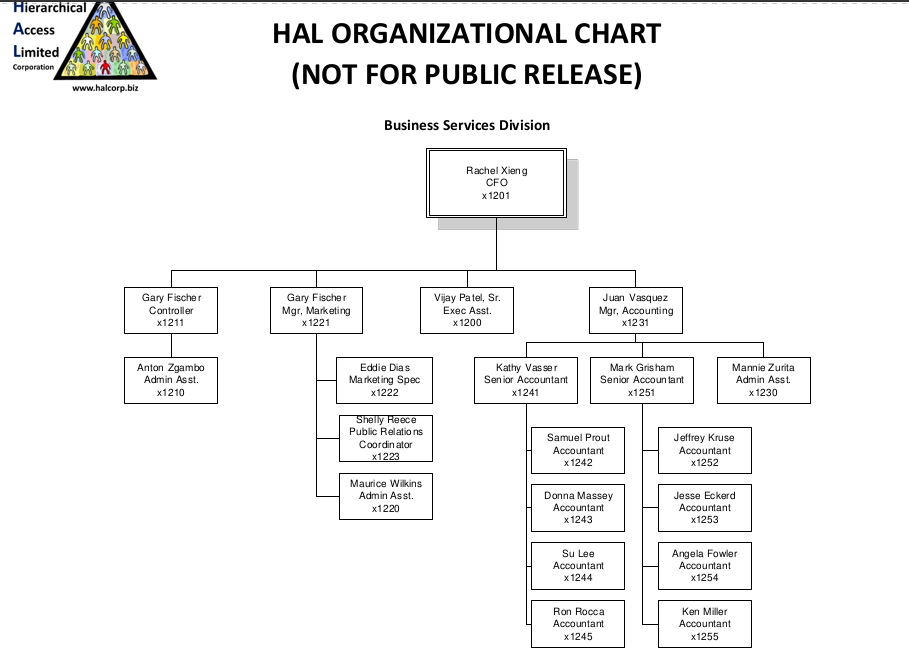 Hierarchical
Access
Limited
Corporation
www.halcorp.biz
HAL ORGANIZATIONAL CHART
(NOT FOR PUBLIC RELEASE)
Business Services Division
Rachel Xieng
CFO
x1201
Gary Fischer
Controller
x1211
Gary Fischer
Mgr, Marketing
x1221
Vijay Patel, Sr.
Exec Asst.
x1200
Juan Vasquez
Mgr, Accounting
x1231
Anton Zgambo
Admin Asst.
x1210
Eddie Dias
Marketing Spec
x1222
Shelly Reece
Public Relations
Coordinator
x1223
Maurice Wilkins
Admin Asst.
x1220
Kathy Vasser
Senior Accountant
x1241
Mark Grisham
Senior Accountant
x1251
Mannie Zurita
Admin Asst.
x1230
Samuel Prout
Accountant
x1242
Donna Massey
Accountant
x1243
Su Lee
Accountant
x1244
Ron Rocca
Accountant
x1245
Jeffrey Kruse
Accountant
x1252
Jesse Eckerd
Accountant
x1253
Angela Fowler
Accountant
x1254
Ken Miller
Accountant
x1255